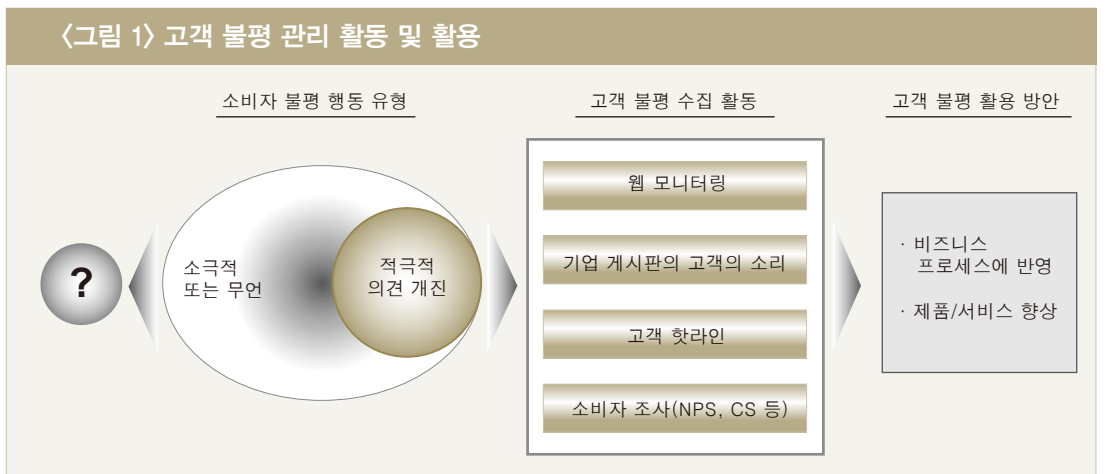 〈그림 1〉 고객 불평 관리 활동 및 활용
소비자 불평 행동 유형
고객 불평 수집 활동
고객 불평 활용 방안
?
소극적
또는 무언
적극적
의견 개진
웹 모니터링
기업 게시판의 고객의 소리
고객 핫라인
소비자 조사(NPS, CS 등)
· 비즈니스
프로세스에 반영
· 제품/서비스 향상